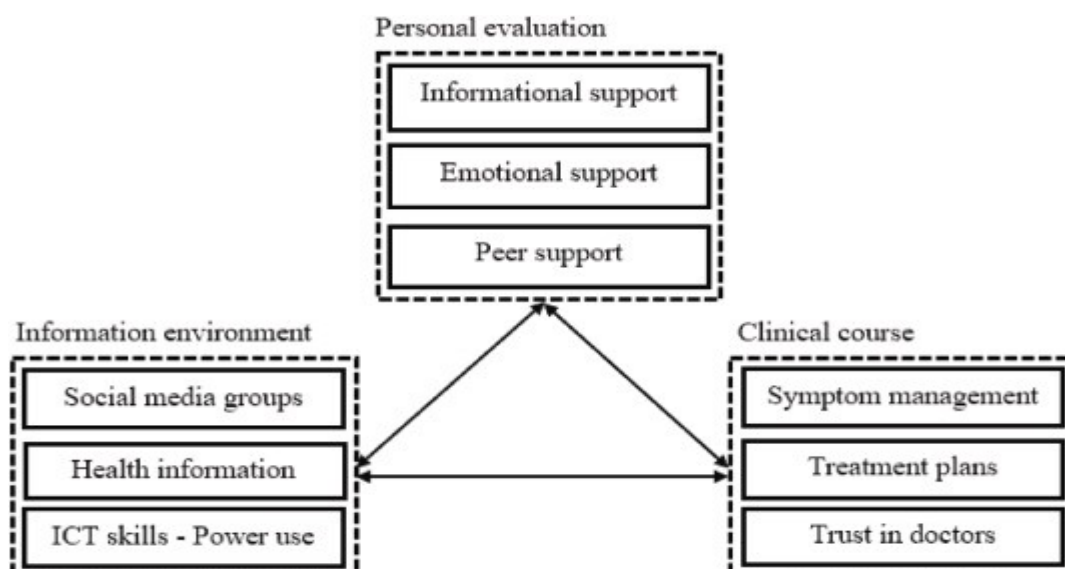 Personal evaluation
Informational support
Emotional support
Peer support
Information environment
Social media groups
Health information
ICT skills - Power use
Clinical course
Symptom management
Treatment plans
Trust in doctors